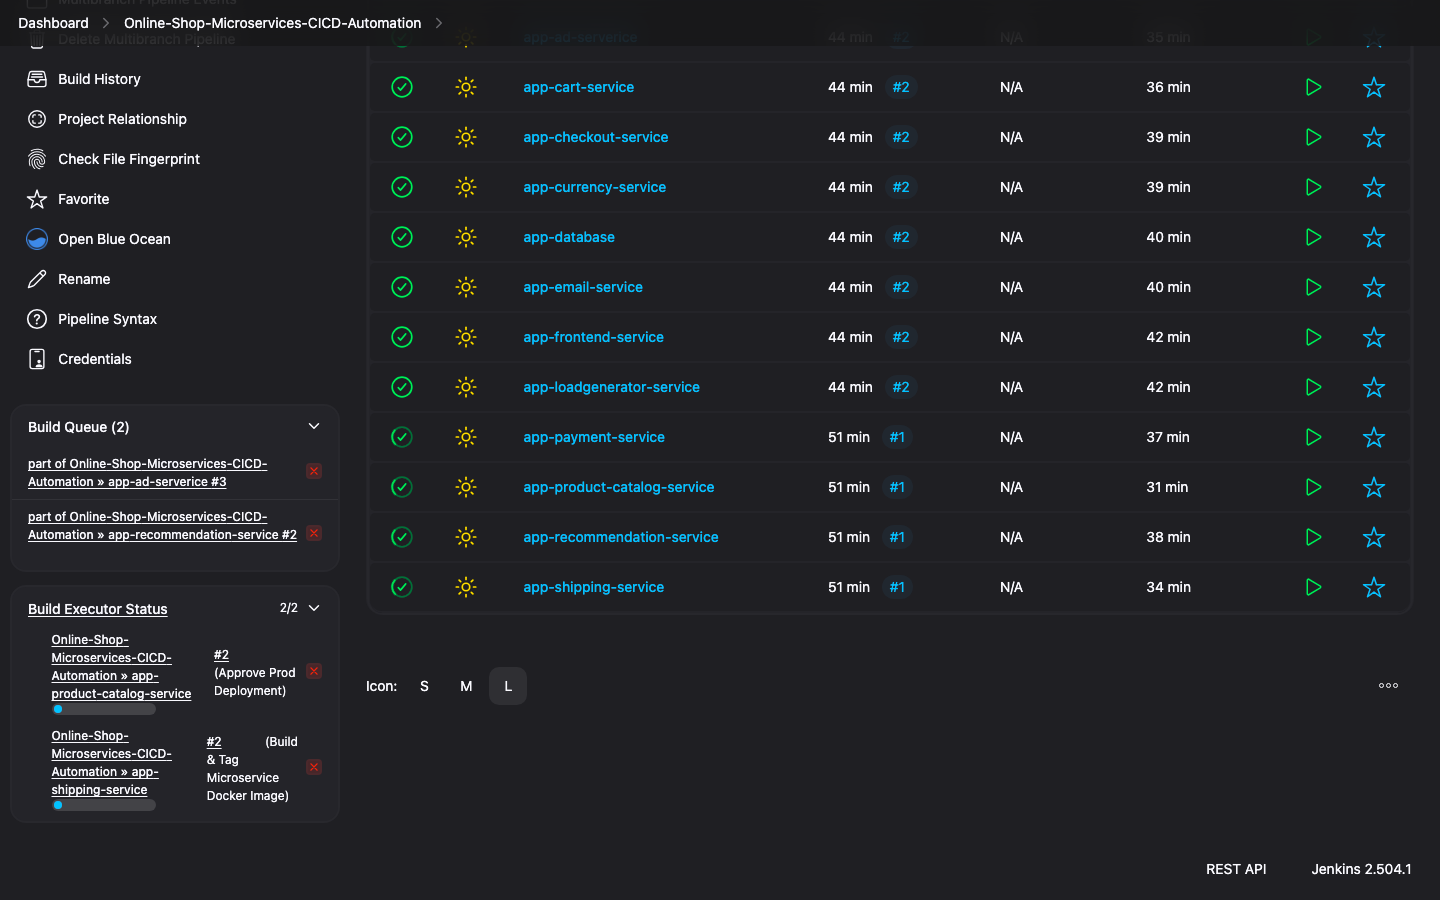 Multibranch Pipeline Events
Dashboard
Online-Shop-Microservices-CICD-Automation
Delete Multibranch Pipeline
Build History
Project Relationship
Check File Fingerprint
Favorite
Open Blue Ocean
Rename
Pipeline Syntax
Credentials
Build Queue (2)
part of Online-Shop-Microservices-CICD-
Automation » app-ad-serverice #3
part of Online-Shop-Microservices-CICD-
Automation » app-recommendation-service #2
Build Executor Status 2/2
Online-Shop-
Microservices-CICD-
Automation » app-
product-catalog-service
#2
(Approve Prod
Deployment)
Online-Shop-
Microservices-CICD-
Automation » app-
shipping-service
#2 (Build
& Tag
Microservice
Docker Image)
app-ad-serverice 44 min #2 N/A 35 min
app-cart-service 44 min #2 N/A 36 min
app-checkout-service 44 min #2 N/A 39 min
app-currency-service 44 min #2 N/A 39 min
app-database 44 min #2 N/A 40 min
app-email-service 44 min #2 N/A 40 min
app-frontend-service 44 min #2 N/A 42 min
app-loadgenerator-service 44 min #2 N/A 42 min
app-payment-service 51 min #1 N/A 37 min
app-product-catalog-service 51 min #1 N/A 31 min
app-recommendation-service 51 min #1 N/A 38 min
app-shipping-service 51 min #1 N/A 34 min
Icon: S M L
REST API Jenkins 2.504.1